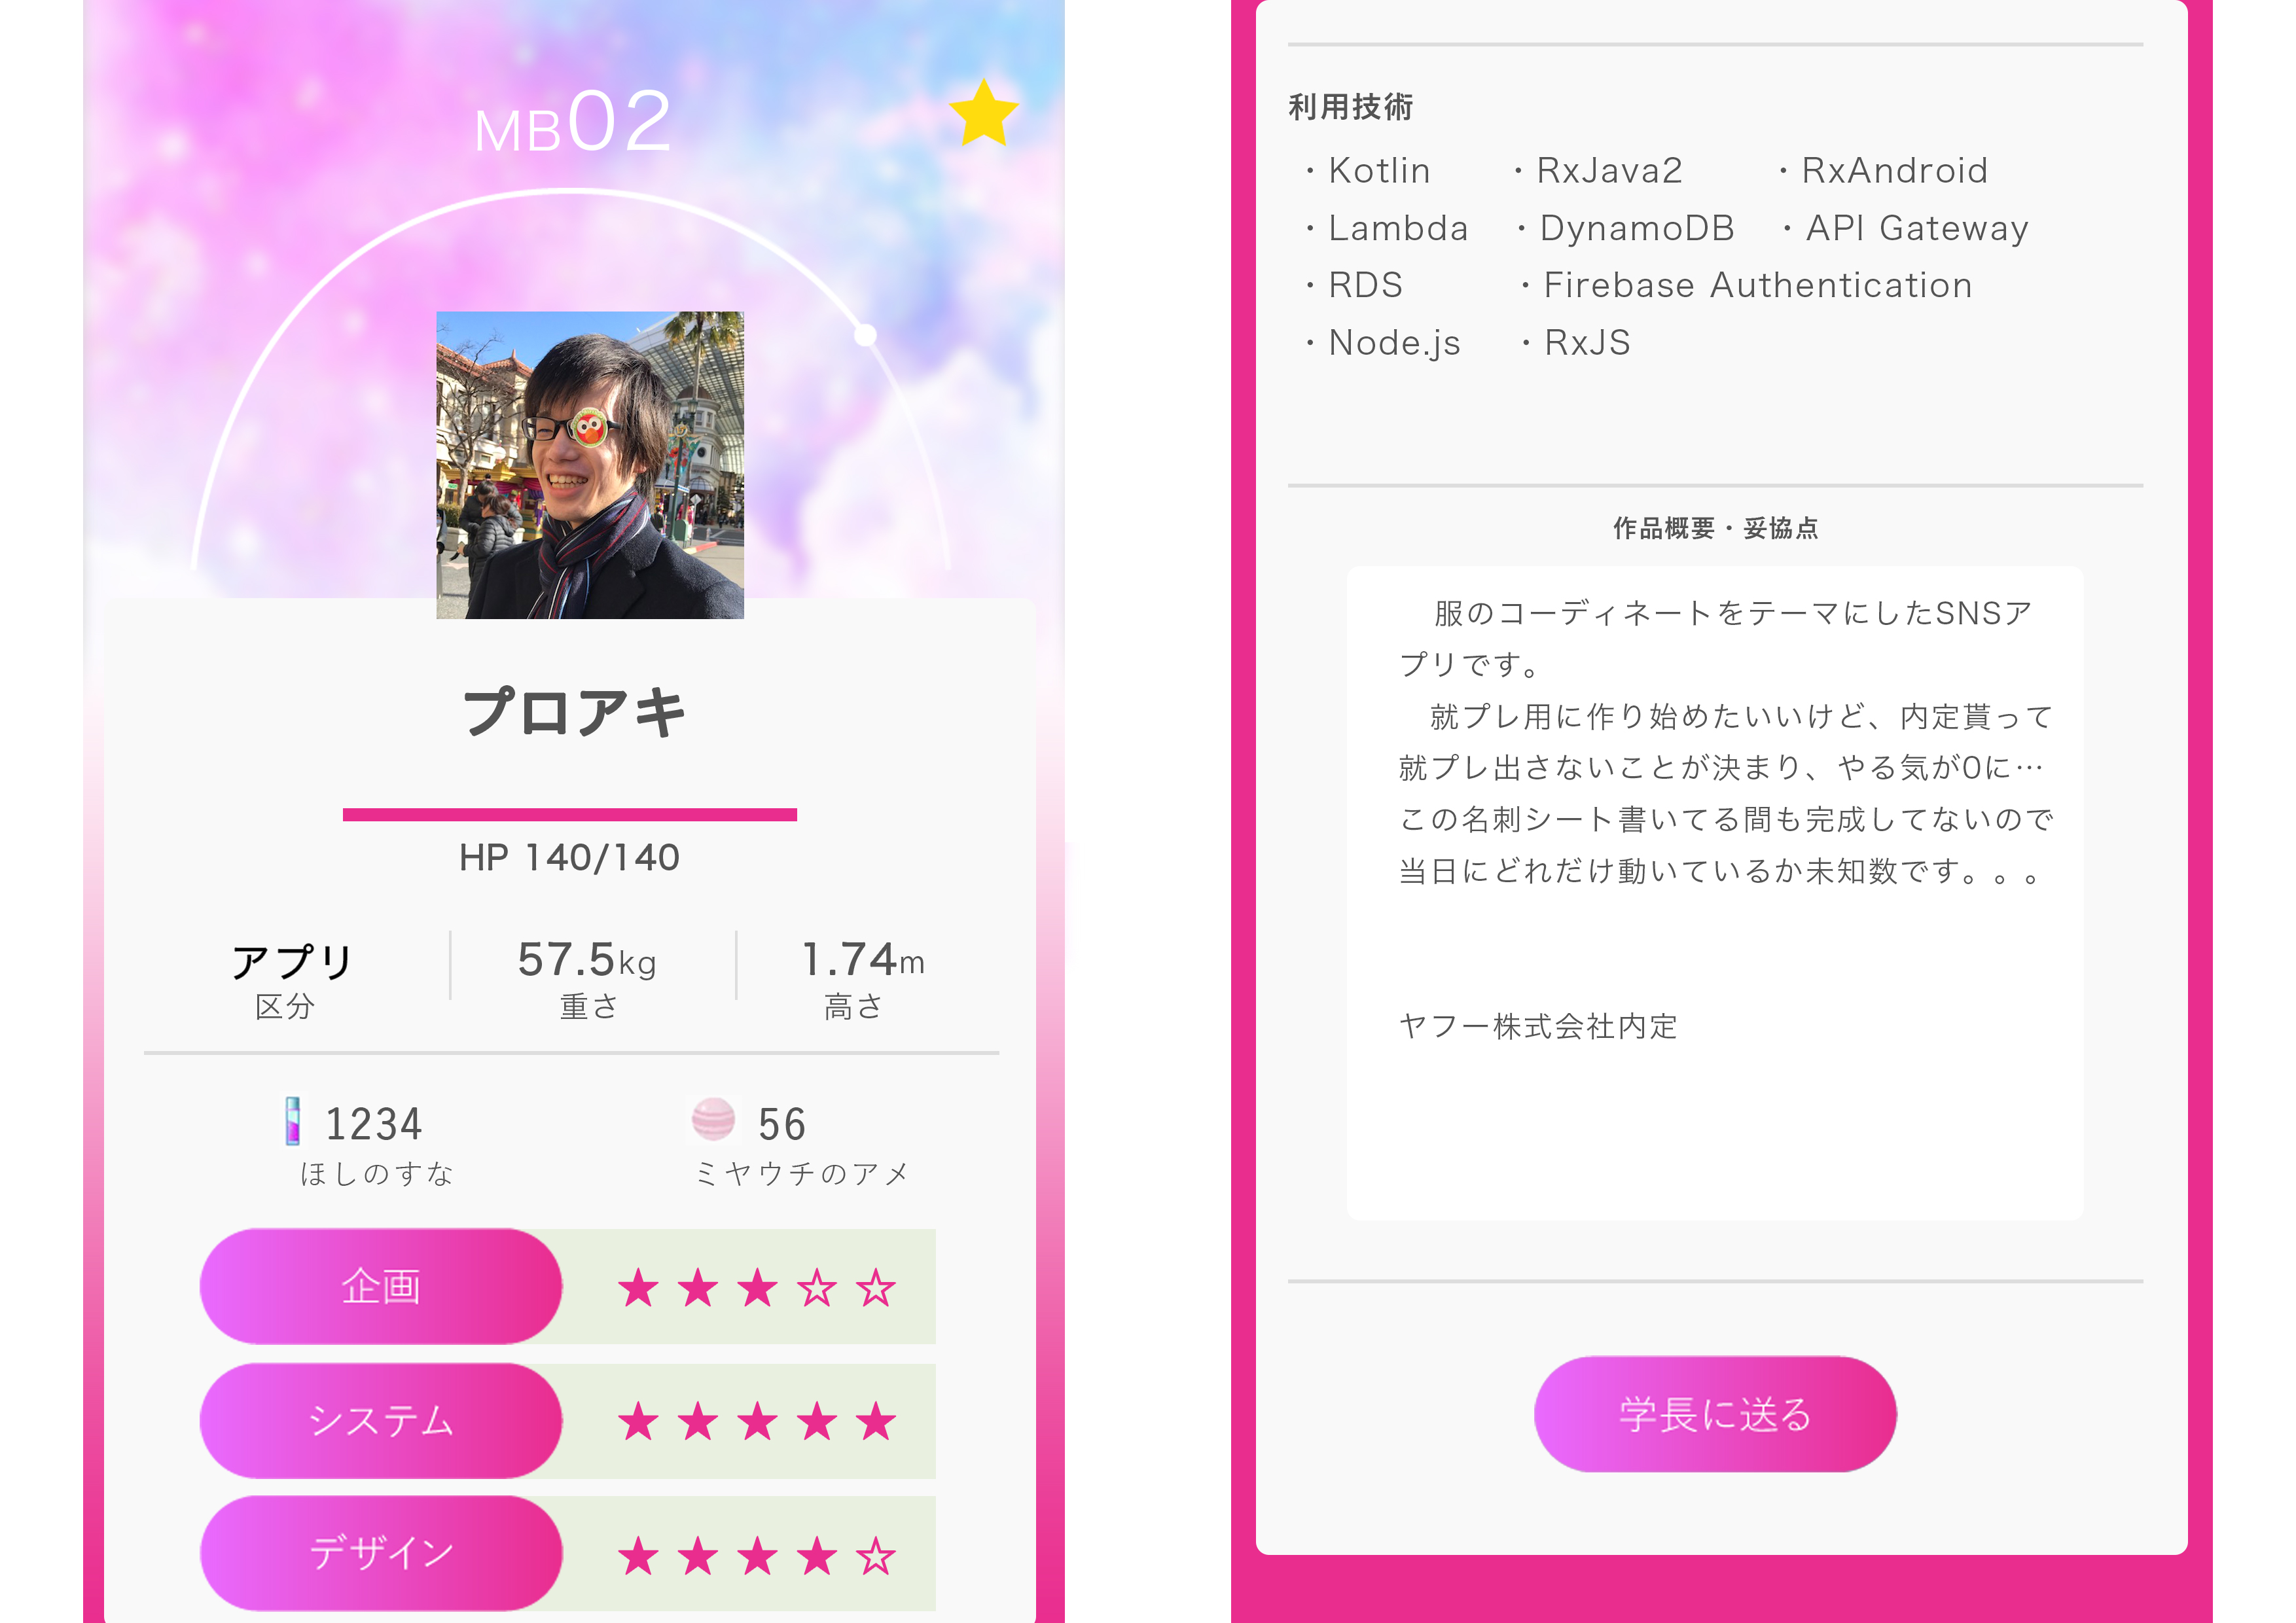 MB02
プロアキ
HP 140/140
アプリ 57.5kg 1.74m
区分 重さ 高さ
1234 56
ほしのすな ミヤウチのアメ
企画 ★★★☆☆
システム ★★★★★
デザイン ★★★★☆
利用技術
・Kotlin ・RxJava2 ・RxAndroid
・Lambda ・DynamoDB ・API Gateway
・RDS ・Firebase Authentication
・Node.js ・RxJS
作品概要・妥協点
服のコーディネートをテーマにしたSNSア
プリです。
就プレ用に作り始めたいいけど、内定貰って
就プレ出さないことが決まり、やる気が0に…
この名刺シート書いてる間も完成してないので
当日にどれだけ動いているか未知数です。。。
ヤフー株式会社内定
学長に送る